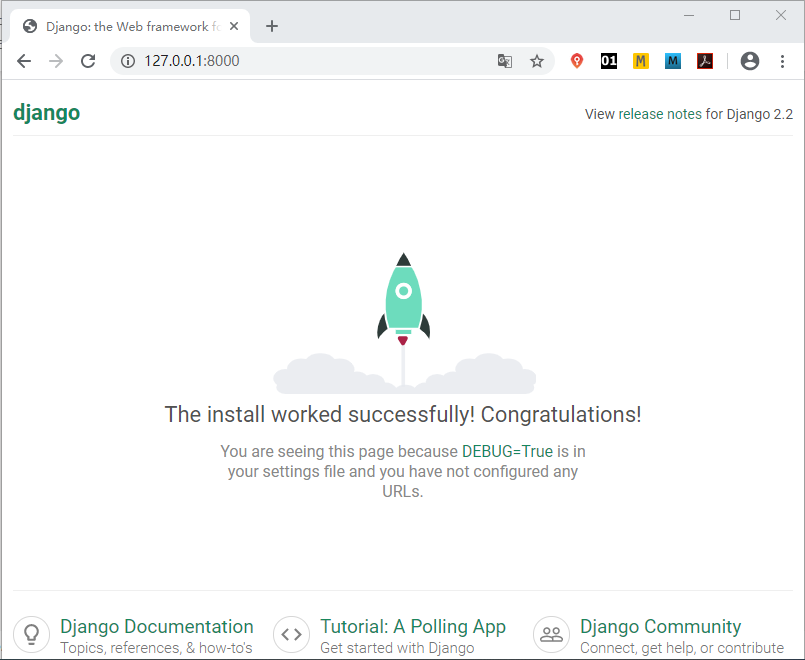 Django: the Web framework fo
127.0.0.1:8000
01 M M
django
View release notes for Django 2.2
The install worked successfully! Congratulations!
You are seeing this page because DEBUG=True is in
your settings file and you have not configured any
URLs.
Django Documentation
Topics, references, & how-to's
Tutorial: A Polling App
Get started with Django
Django Community
Connect, get help, or contribute